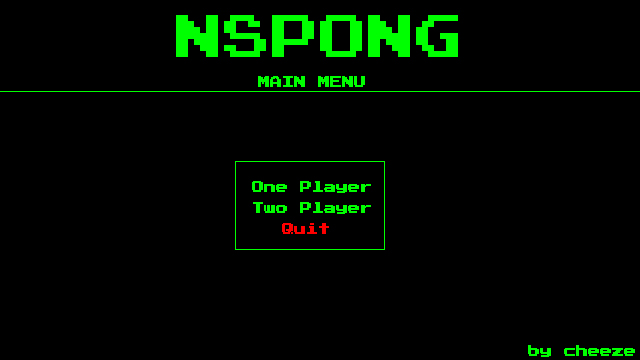 NSPONG
MAIN MENU
One Player
Two Player
Quit
by cheeze